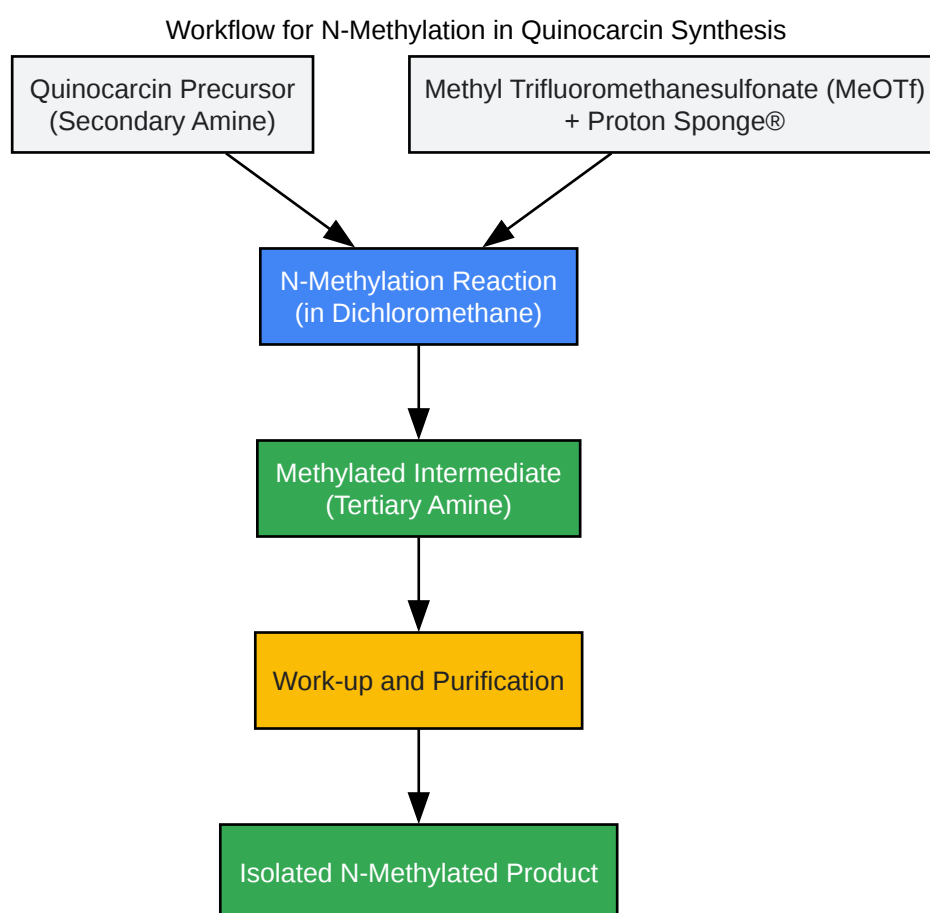 Workflow for N-Methylation in Quinocarcin Synthesis
Quinocarcin Precursor
(Secondary Amine)
Methyl Trifluoromethanesulfonate (MeOTf)
+ Proton Sponge®
N-Methylation Reaction
(in Dichloromethane)
Methylated Intermediate
(Tertiary Amine)
Work-up and Purification
Isolated N-Methylated Product